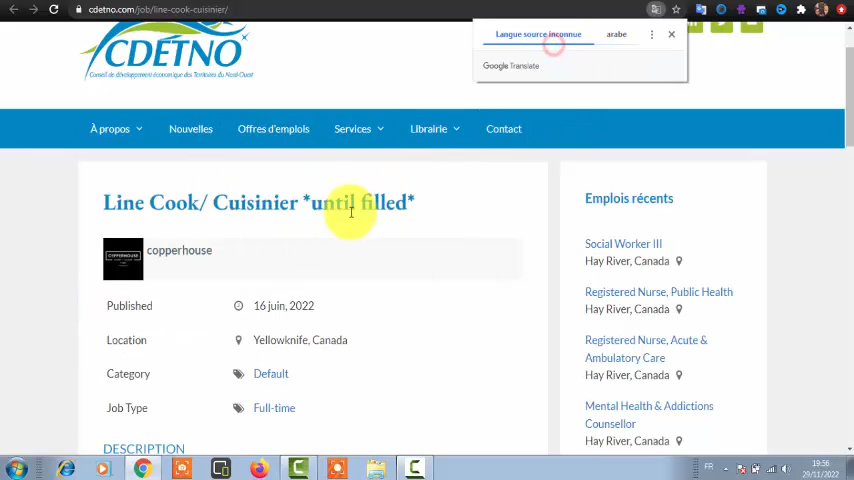 cdetno.com/job/line-cook-cuisinier/
Langue source inconnue
arabe
Google Translate
CDÉTNO
Conseil de développement économique des Territoires du Nord-Ouest
À propos
Nouvelles
Offres d'emplois
Services
Librairie
Contact
Line Cook/ Cuisinier *until filled*
COPPERHOUSE
copperhouse
Published
16 juin, 2022
Location
Yellowknife, Canada
Category
Default
Job Type
Full-time
DESCRIPTION
Emplois récents
Social Worker III
Hay River, Canada
Registered Nurse, Public Health
Hay River, Canada
Registered Nurse, Acute &
Ambulatory Care
Hay River, Canada
Mental Health & Addictions
Counsellor
Hay River, Canada
FR
19:56
29/11/2022